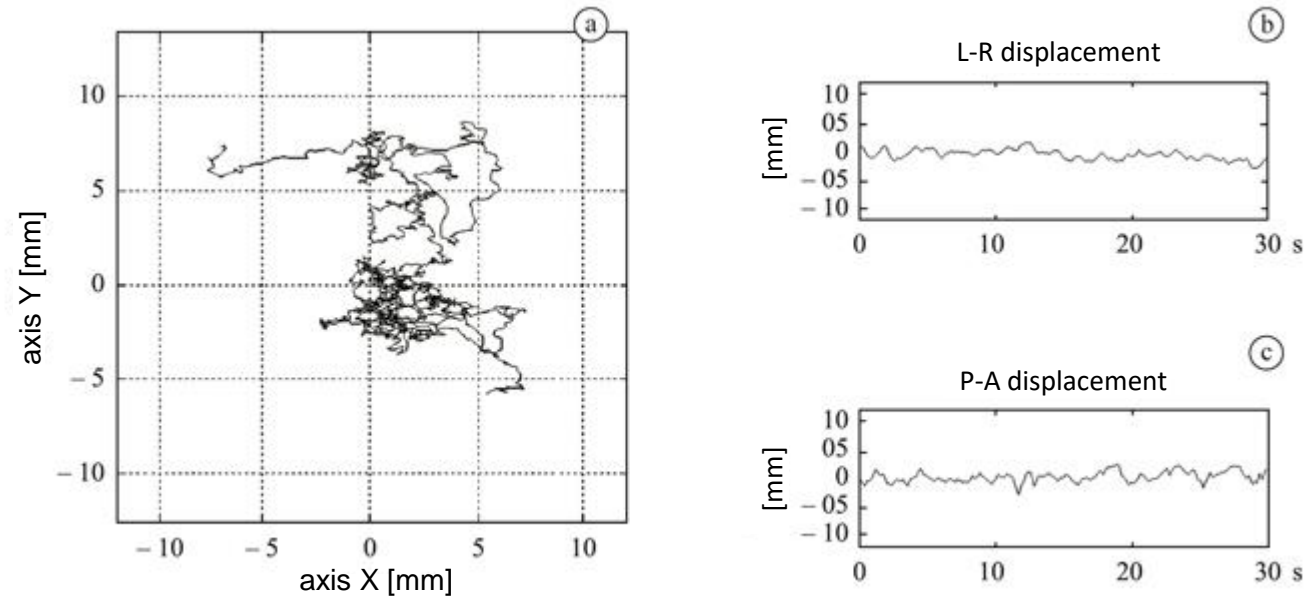 a
10
5
0
– 5
– 10
axis Y [mm]
– 10 – 5 0 5 10
axis X [mm]
b
L-R displacement
10
05
0
– 05
– 10
[mm]
0 10 20 30 s
c
P-A displacement
10
05
0
– 05
– 10
[mm]
0 10 20 30 s